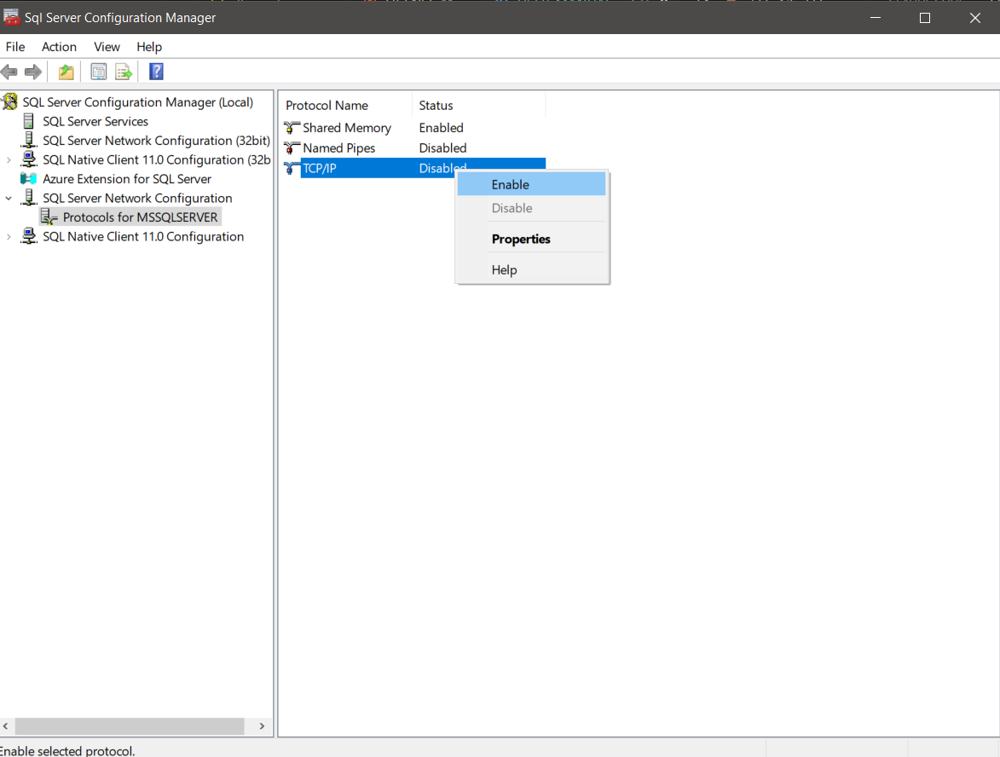 Sql Server Configuration Manager
File Action View Help
SQL Server Configuration Manager (Local)
SQL Server Services
SQL Server Network Configuration (32bit)
SQL Native Client 11.0 Configuration (32b
Azure Extension for SQL Server
SQL Server Network Configuration
Protocols for MSSQLSERVER
SQL Native Client 11.0 Configuration
Protocol Name Status
Shared Memory Enabled
Named Pipes Disabled
TCP/IP Disabled
Enable
Disable
Properties
Help
Enable selected protocol.